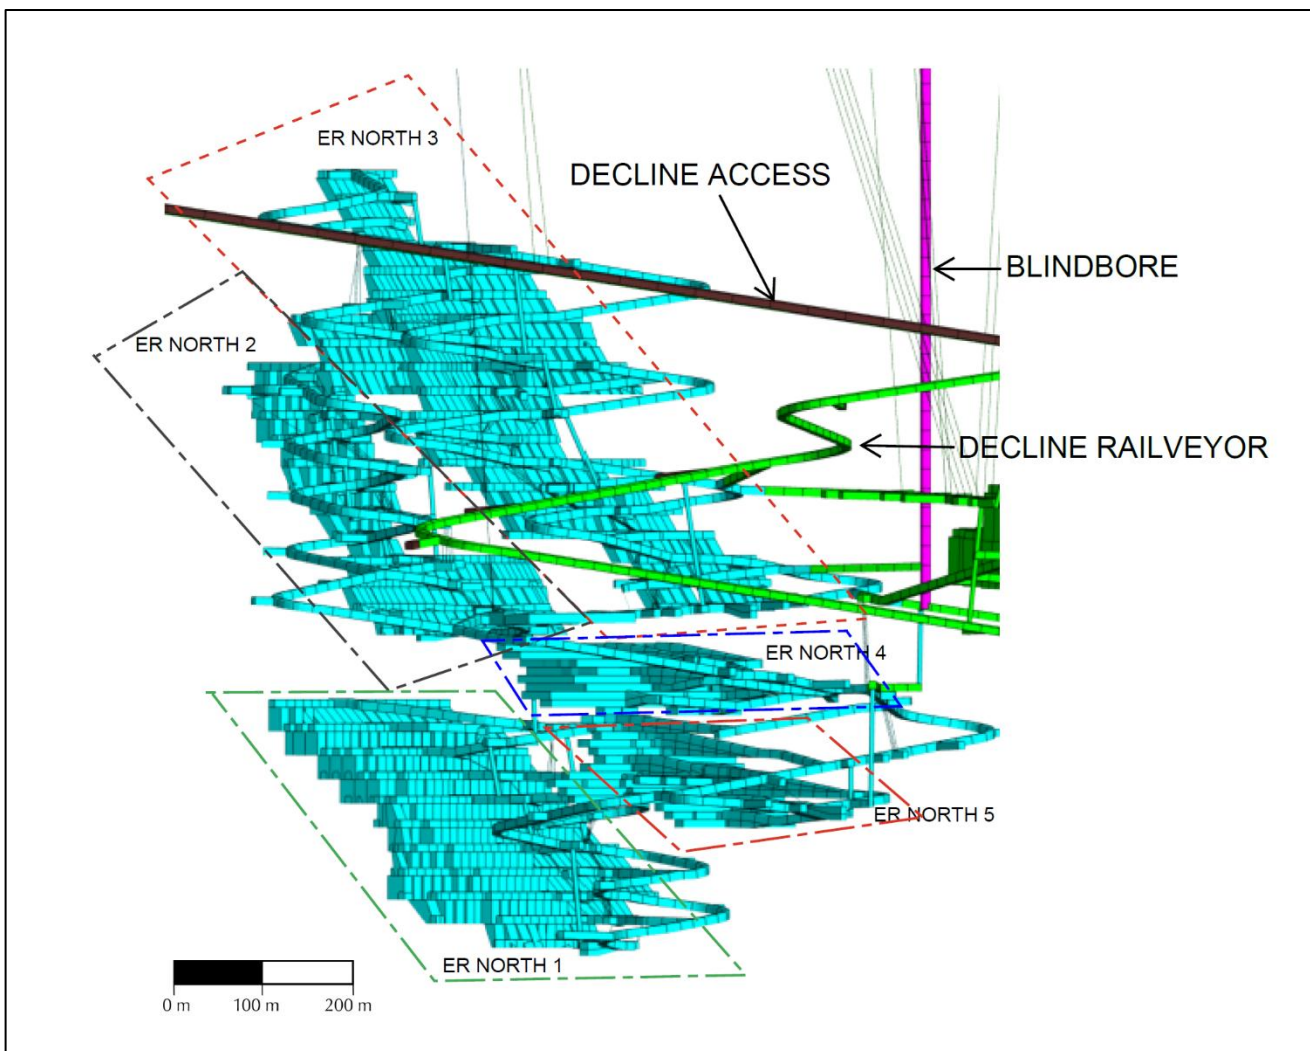 ER NORTH 3
DECLINE ACCESS
BLINDBORE
ER NORTH 2
DECLINE RAILVEYOR
ER NORTH 4
ER NORTH 5
ER NORTH 1
0 m 100 m 200 m